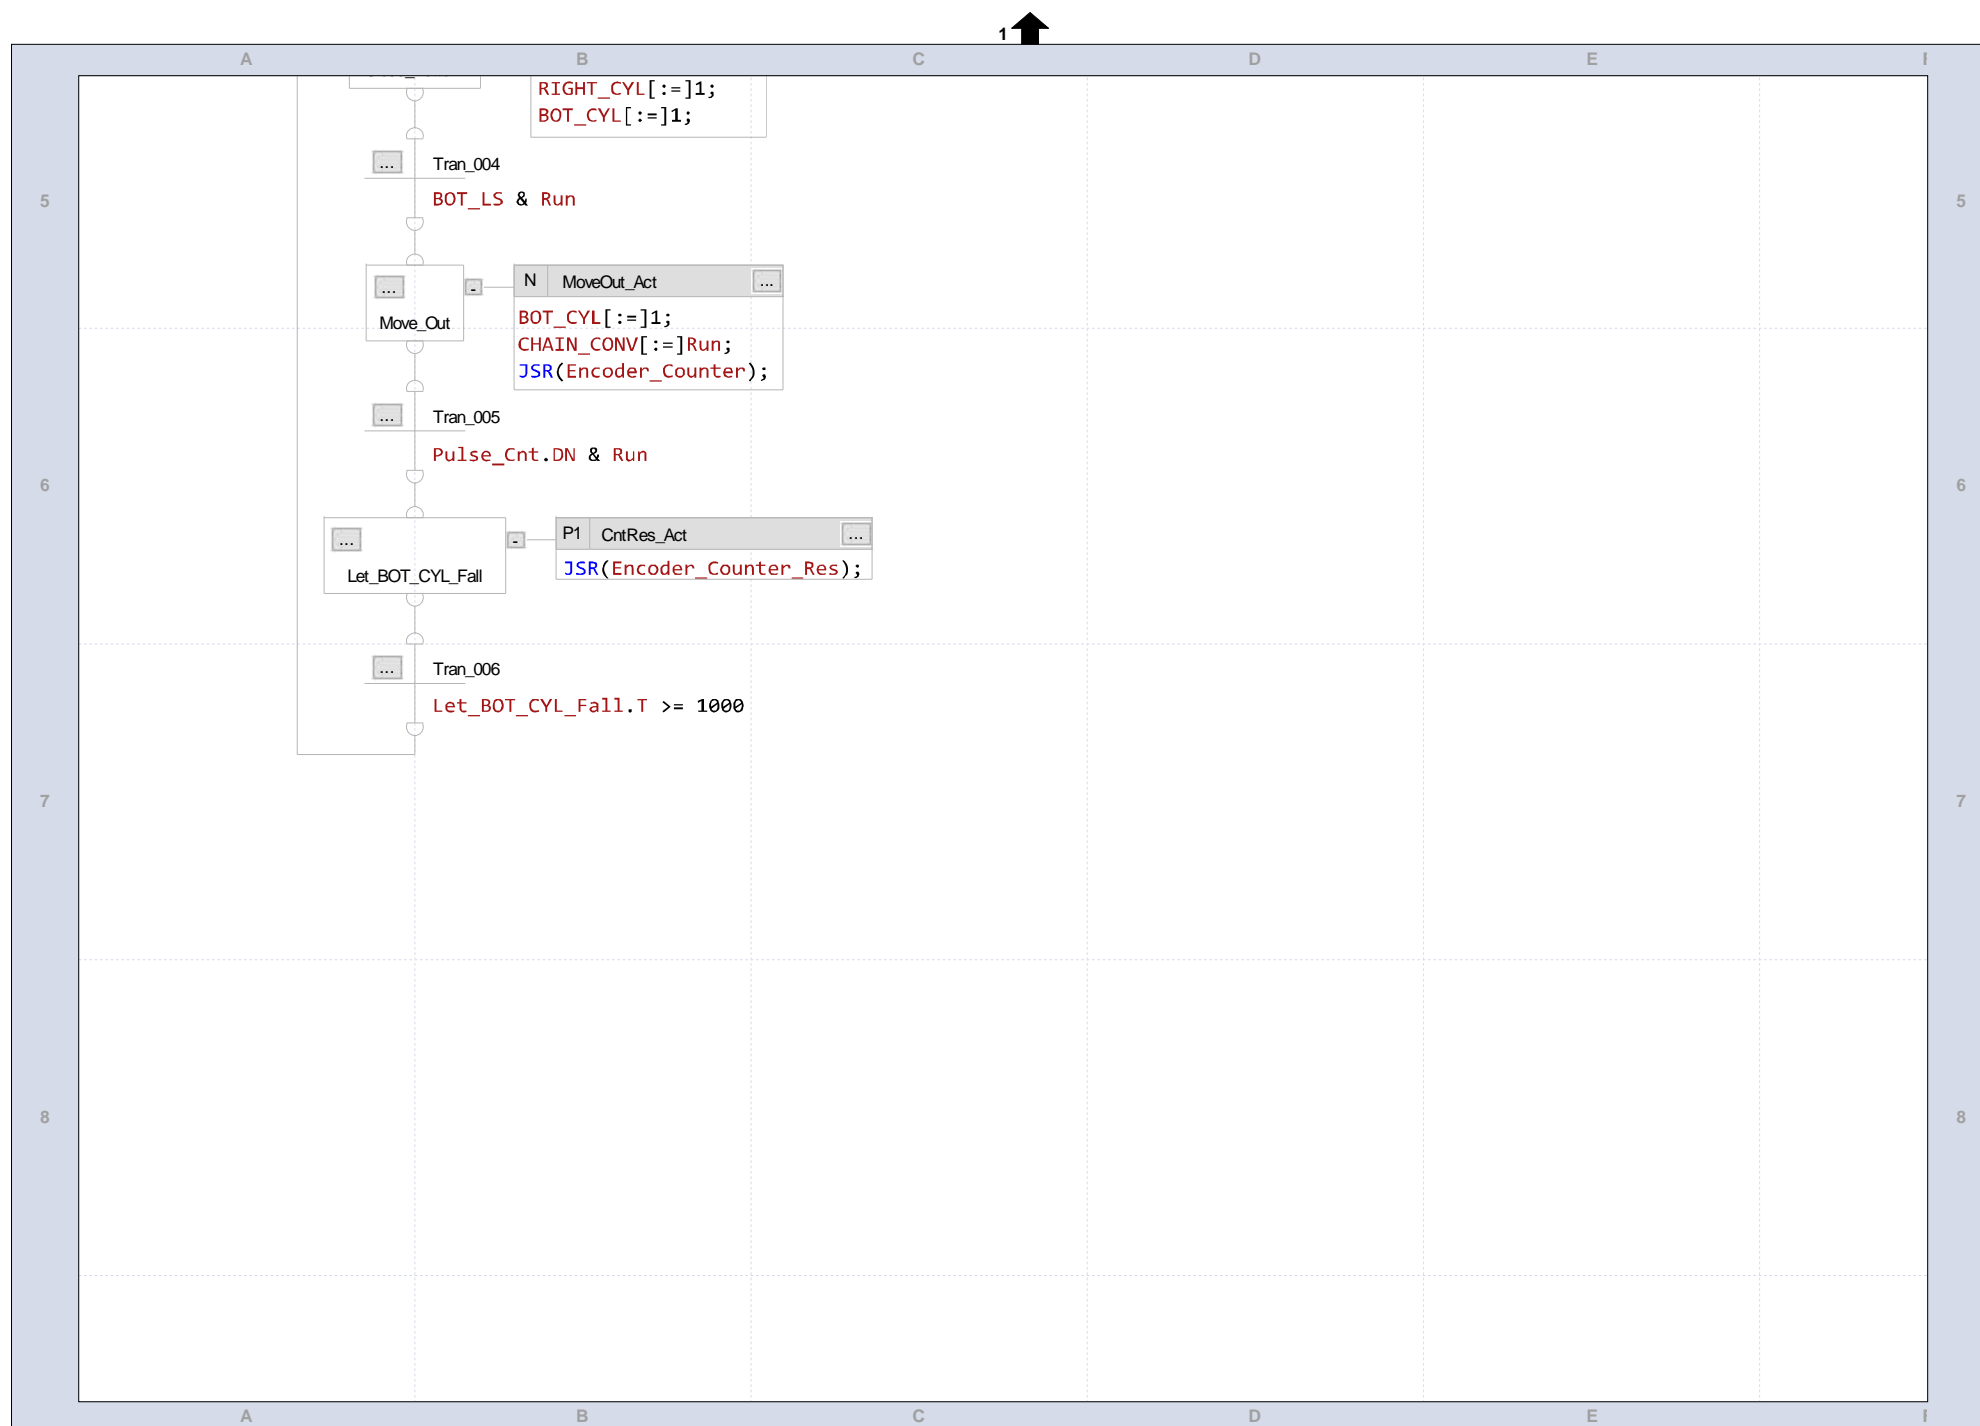 1
A B C D E
RIGHT_CYL[:=]1;
BOT_CYL[:=]1;
... Tran_004
5 BOT_LS & Run 5
... - N MoveOut_Act ...
Move_Out
BOT_CYL[:=]1;
CHAIN_CONV[:=]Run;
JSR(Encoder_Counter);
... Tran_005
Pulse_Cnt.DN & Run
6 6
... - P1 CntRes_Act ...
Let_BOT_CYL_Fall
JSR(Encoder_Counter_Res);
... Tran_006
Let_BOT_CYL_Fall.T >= 1000
7 7
8 8
A B C D E